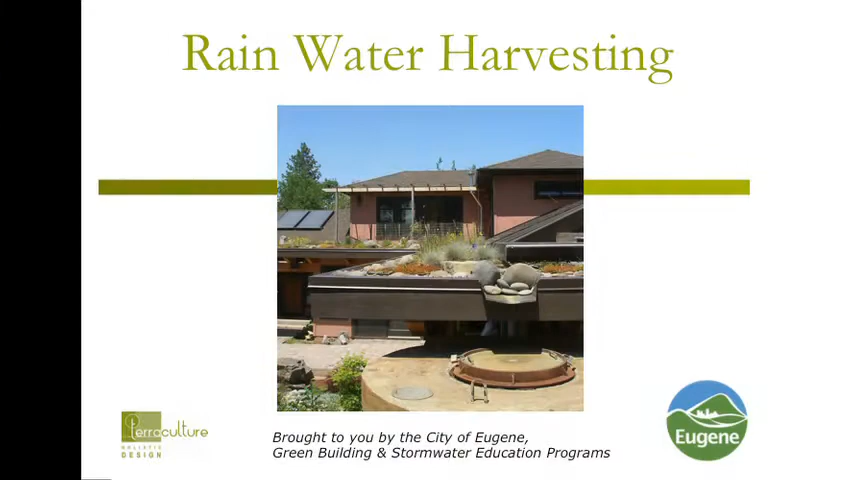 Rain Water Harvesting
terraculture
HOLISTIC
DESIGN
Brought to you by the City of Eugene,
Green Building & Stormwater Education Programs
Eugene